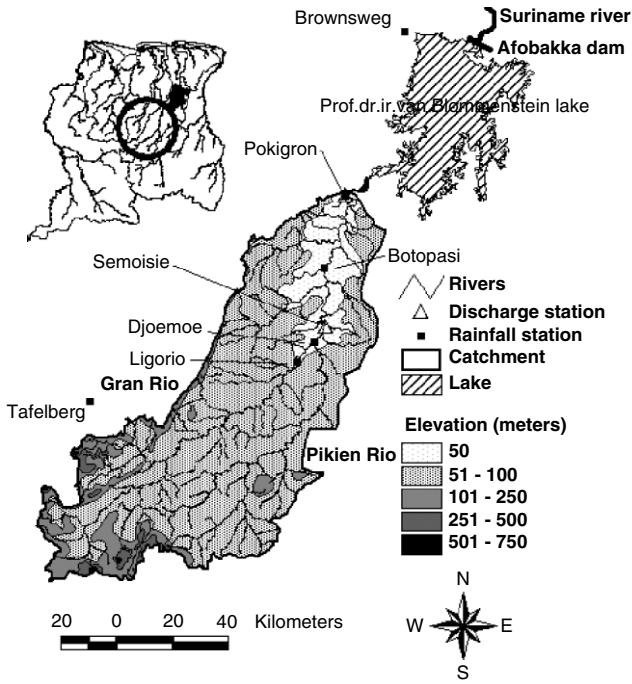 Brownsweg
Suriname river
Afobakka dam
Prof.dr.ir.van Blommenstein lake
Pokigron
Semoisie
Botopasi
Rivers
Discharge station
Rainfall station
Catchment
Lake
Djoemoe
Ligorio
Gran Rio
Tafelberg
Pikien Rio
Elevation (meters)
50
51 - 100
101 - 250
251 - 500
501 - 750
20 0 20 40 Kilometers
N
W E
S